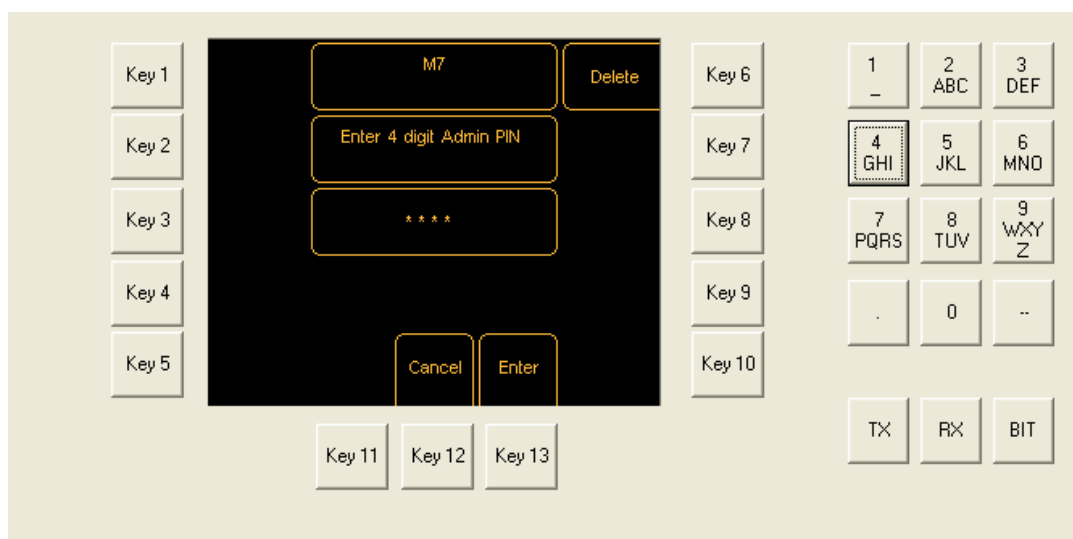 Key 1
M7
Delete
Key 6
1
_
2
ABC
3
DEF
Key 2
Enter 4 digit Admin PIN
Key 7
4
GHI
5
JKL
6
MNO
Key 3
* * * *
Key 8
7
PQRS
8
TUV
9
WXY
Z
Key 4
Key 9
.
0
--
Key 5
Cancel
Enter
Key 10
Key 11
Key 12
Key 13
TX
RX
BIT